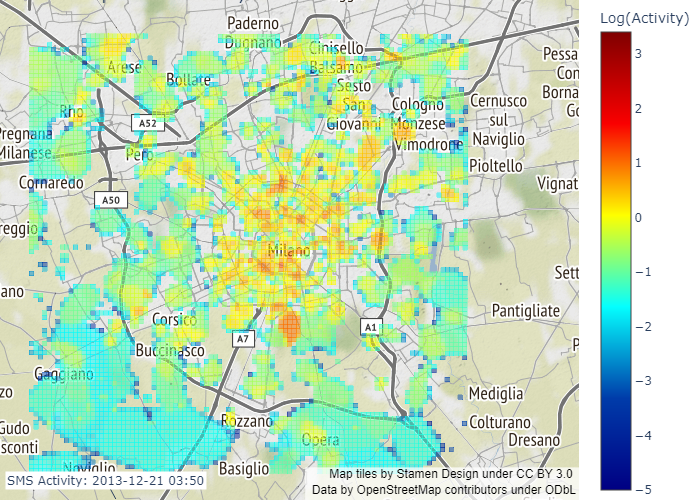 Log(Activity)
Paderno
Dugnano
Cinisello
Balsamo
Arese
Bollate
Sesto
San
Giovanni
Cologno
Monzese
Cernusco
sul
Naviglio
Pessa
Con
Borna
Go
Rho
A52
Pregnana
Milanese
Pero
Vimodrone
Pioltello
Cornaredo
A50
Vignat
reggio
Milano
Sett
ano
Pantigliate
Corsico
A7
A1
P
Buccinasco
Gaggiano
zo
Mediglia
Gudo
sconti
Rozzano
Opera
Colturano
Dresano
Noviglio
Basiglio
SMS Activity: 2013-12-21 03:50
Map tiles by Stamen Design under CC BY 3.0
Data by OpenStreetMap contributors under ODbL
3
2
1
0
−1
−2
−3
−4
−5